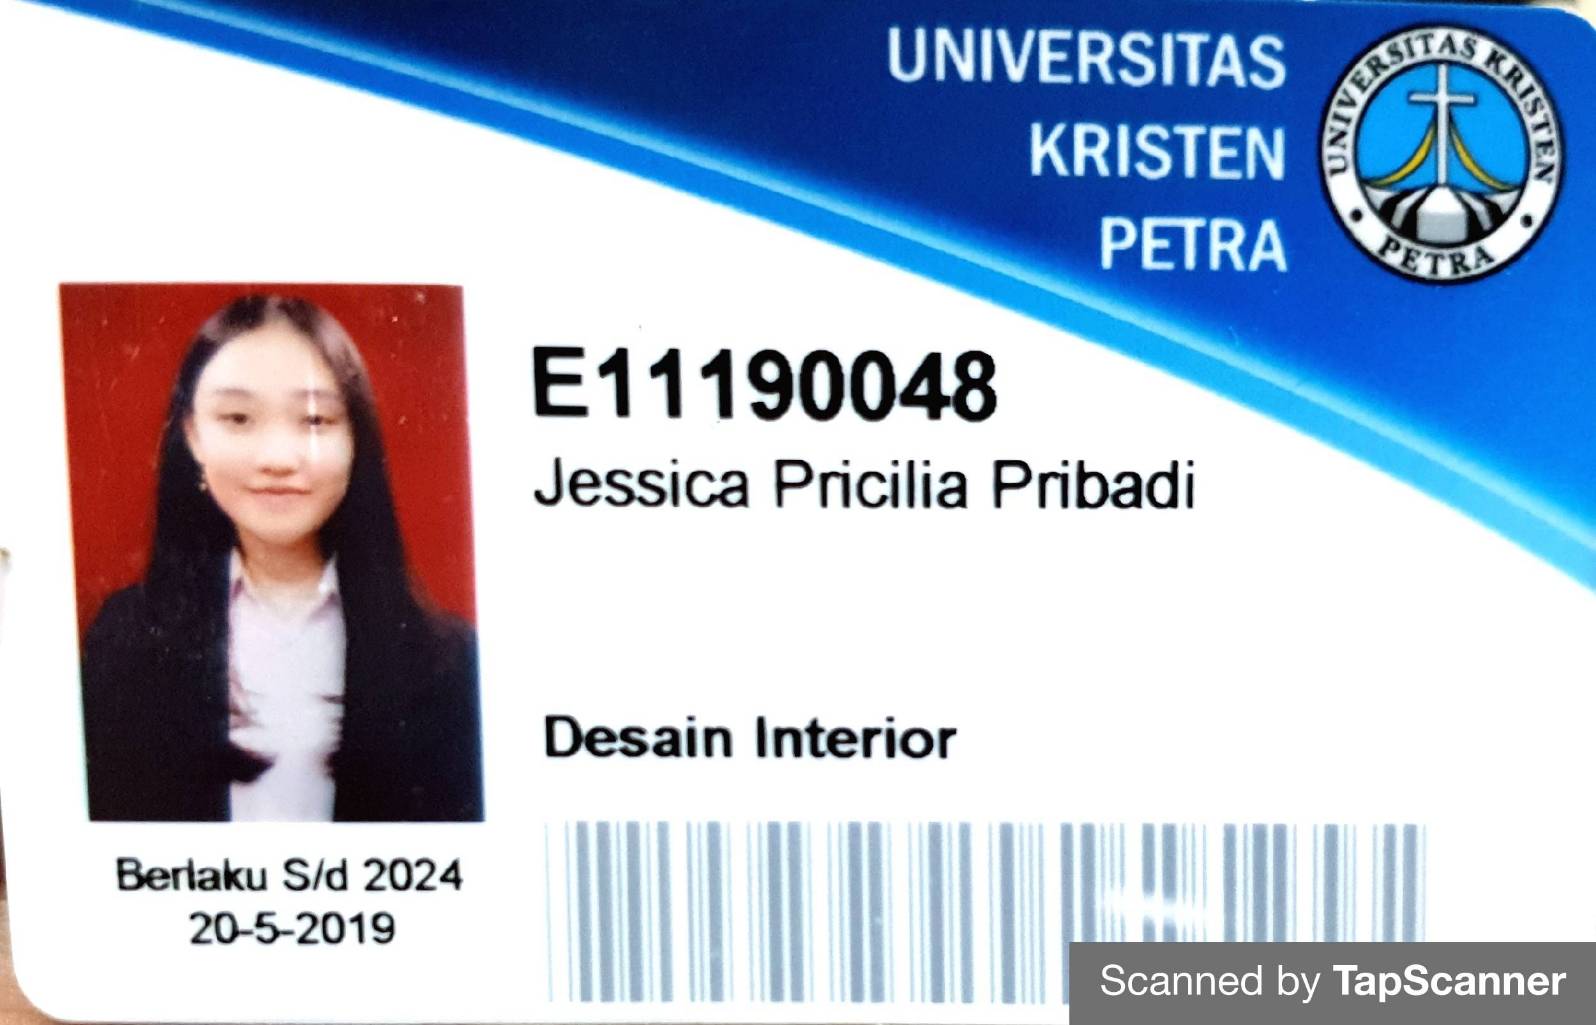 UNIVERSITAS
KRISTEN
PETRA
UNIVERSITAS KRISTEN
PETRA
E11190048
Jessica Pricilia Pribadi
Desain Interior
Berlaku S/d 2024
20-5-2019
Scanned by TapScanner